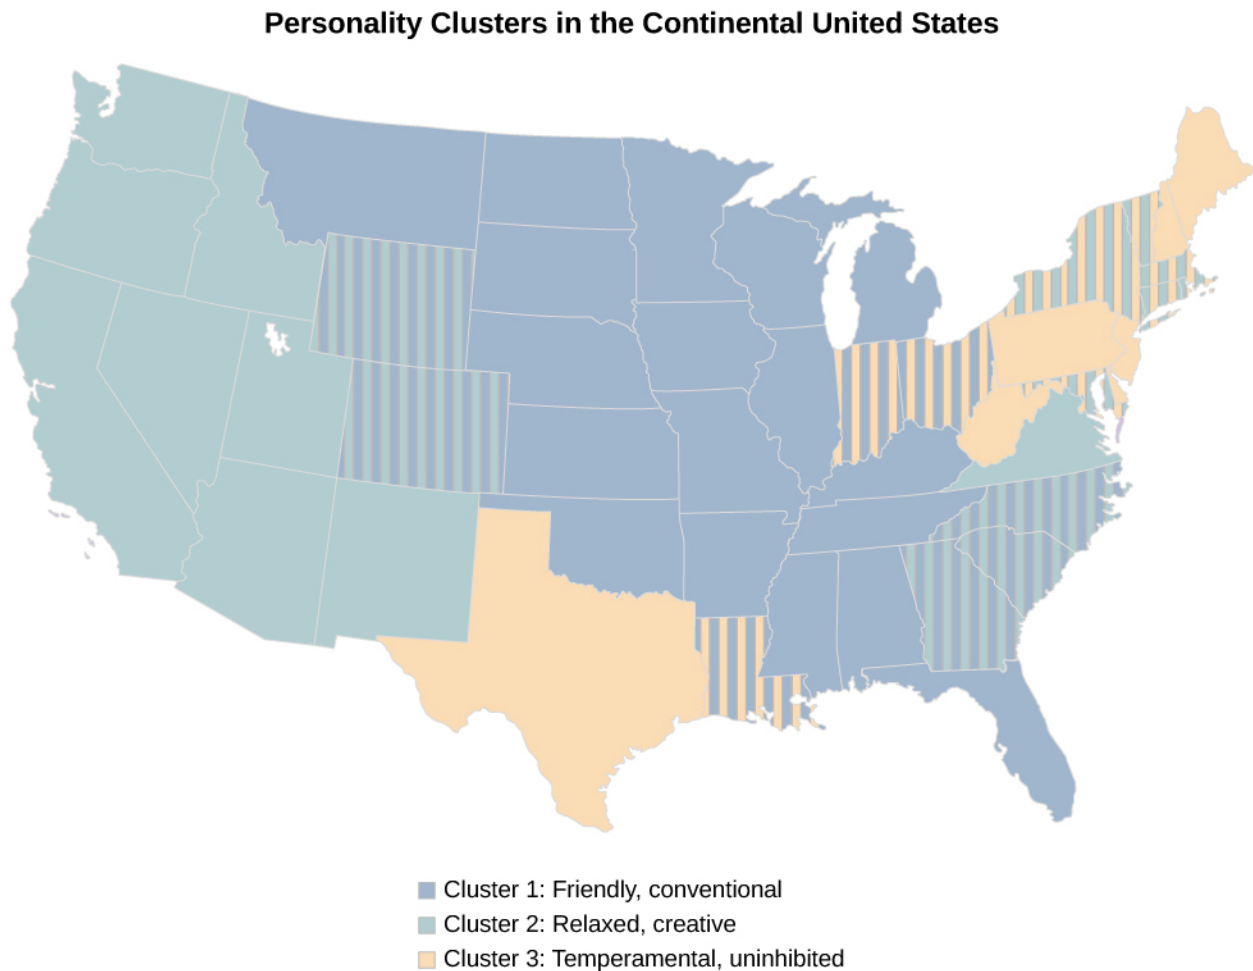 Personality Clusters in the Continental United States
Cluster 1: Friendly, conventional
Cluster 2: Relaxed, creative
Cluster 3: Temperamental, uninhibited